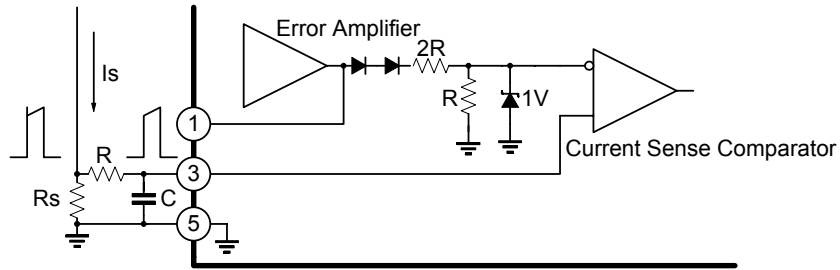 Error Amplifier
2R
Is
R
1V
1
R
3
Current Sense Comparator
Rs
C
5